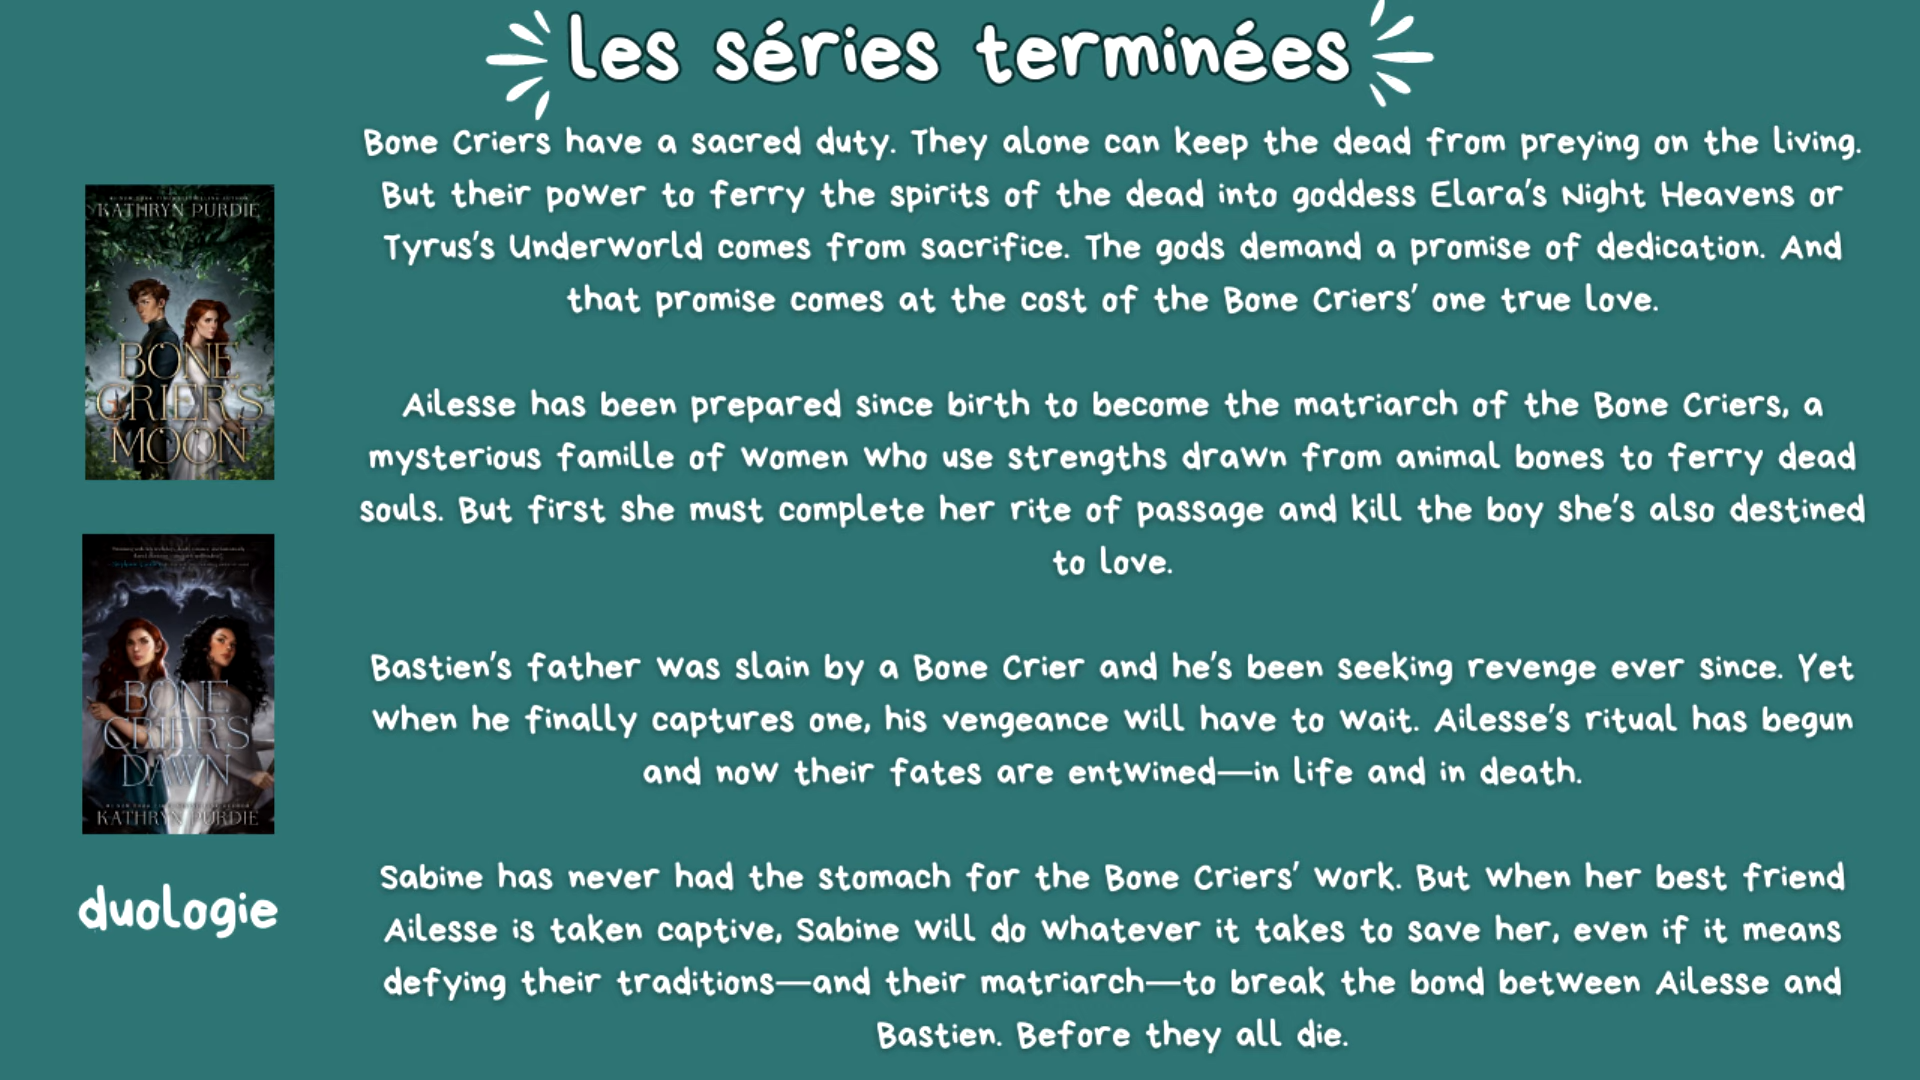 les séries terminées
Bone Criers have a sacred duty. They alone can keep the dead from preying on the living.
But their power to ferry the spirits of the dead into goddess Elara's Night Heavens or
Tyrus's Underworld comes from sacrifice. The gods demand a promise of dedication. And
that promise comes at the cost of the Bone Criers' one true love.
Ailesse has been prepared since birth to become the matriarch of the Bone Criers, a
mysterious famille of women who use strengths drawn from animal bones to ferry dead
souls. But first she must complete her rite of passage and kill the boy she's also destined
to love.
Bastien's father was slain by a Bone Crier and he's been seeking revenge ever since. Yet
when he finally captures one, his vengeance will have to wait. Ailesse's ritual has begun
and now their fates are entwined—in life and in death.
Sabine has never had the stomach for the Bone Criers' work. But when her best friend
Ailesse is taken captive, Sabine will do whatever it takes to save her, even if it means
defying their traditions—and their matriarch—to break the bond between Ailesse and
Bastien. Before they all die.
KATHRYN PURDIE
BONE
CRIER'S
MOON
BONE
CRIER'S
DAWN
KATHRYN PURDIE
duologie